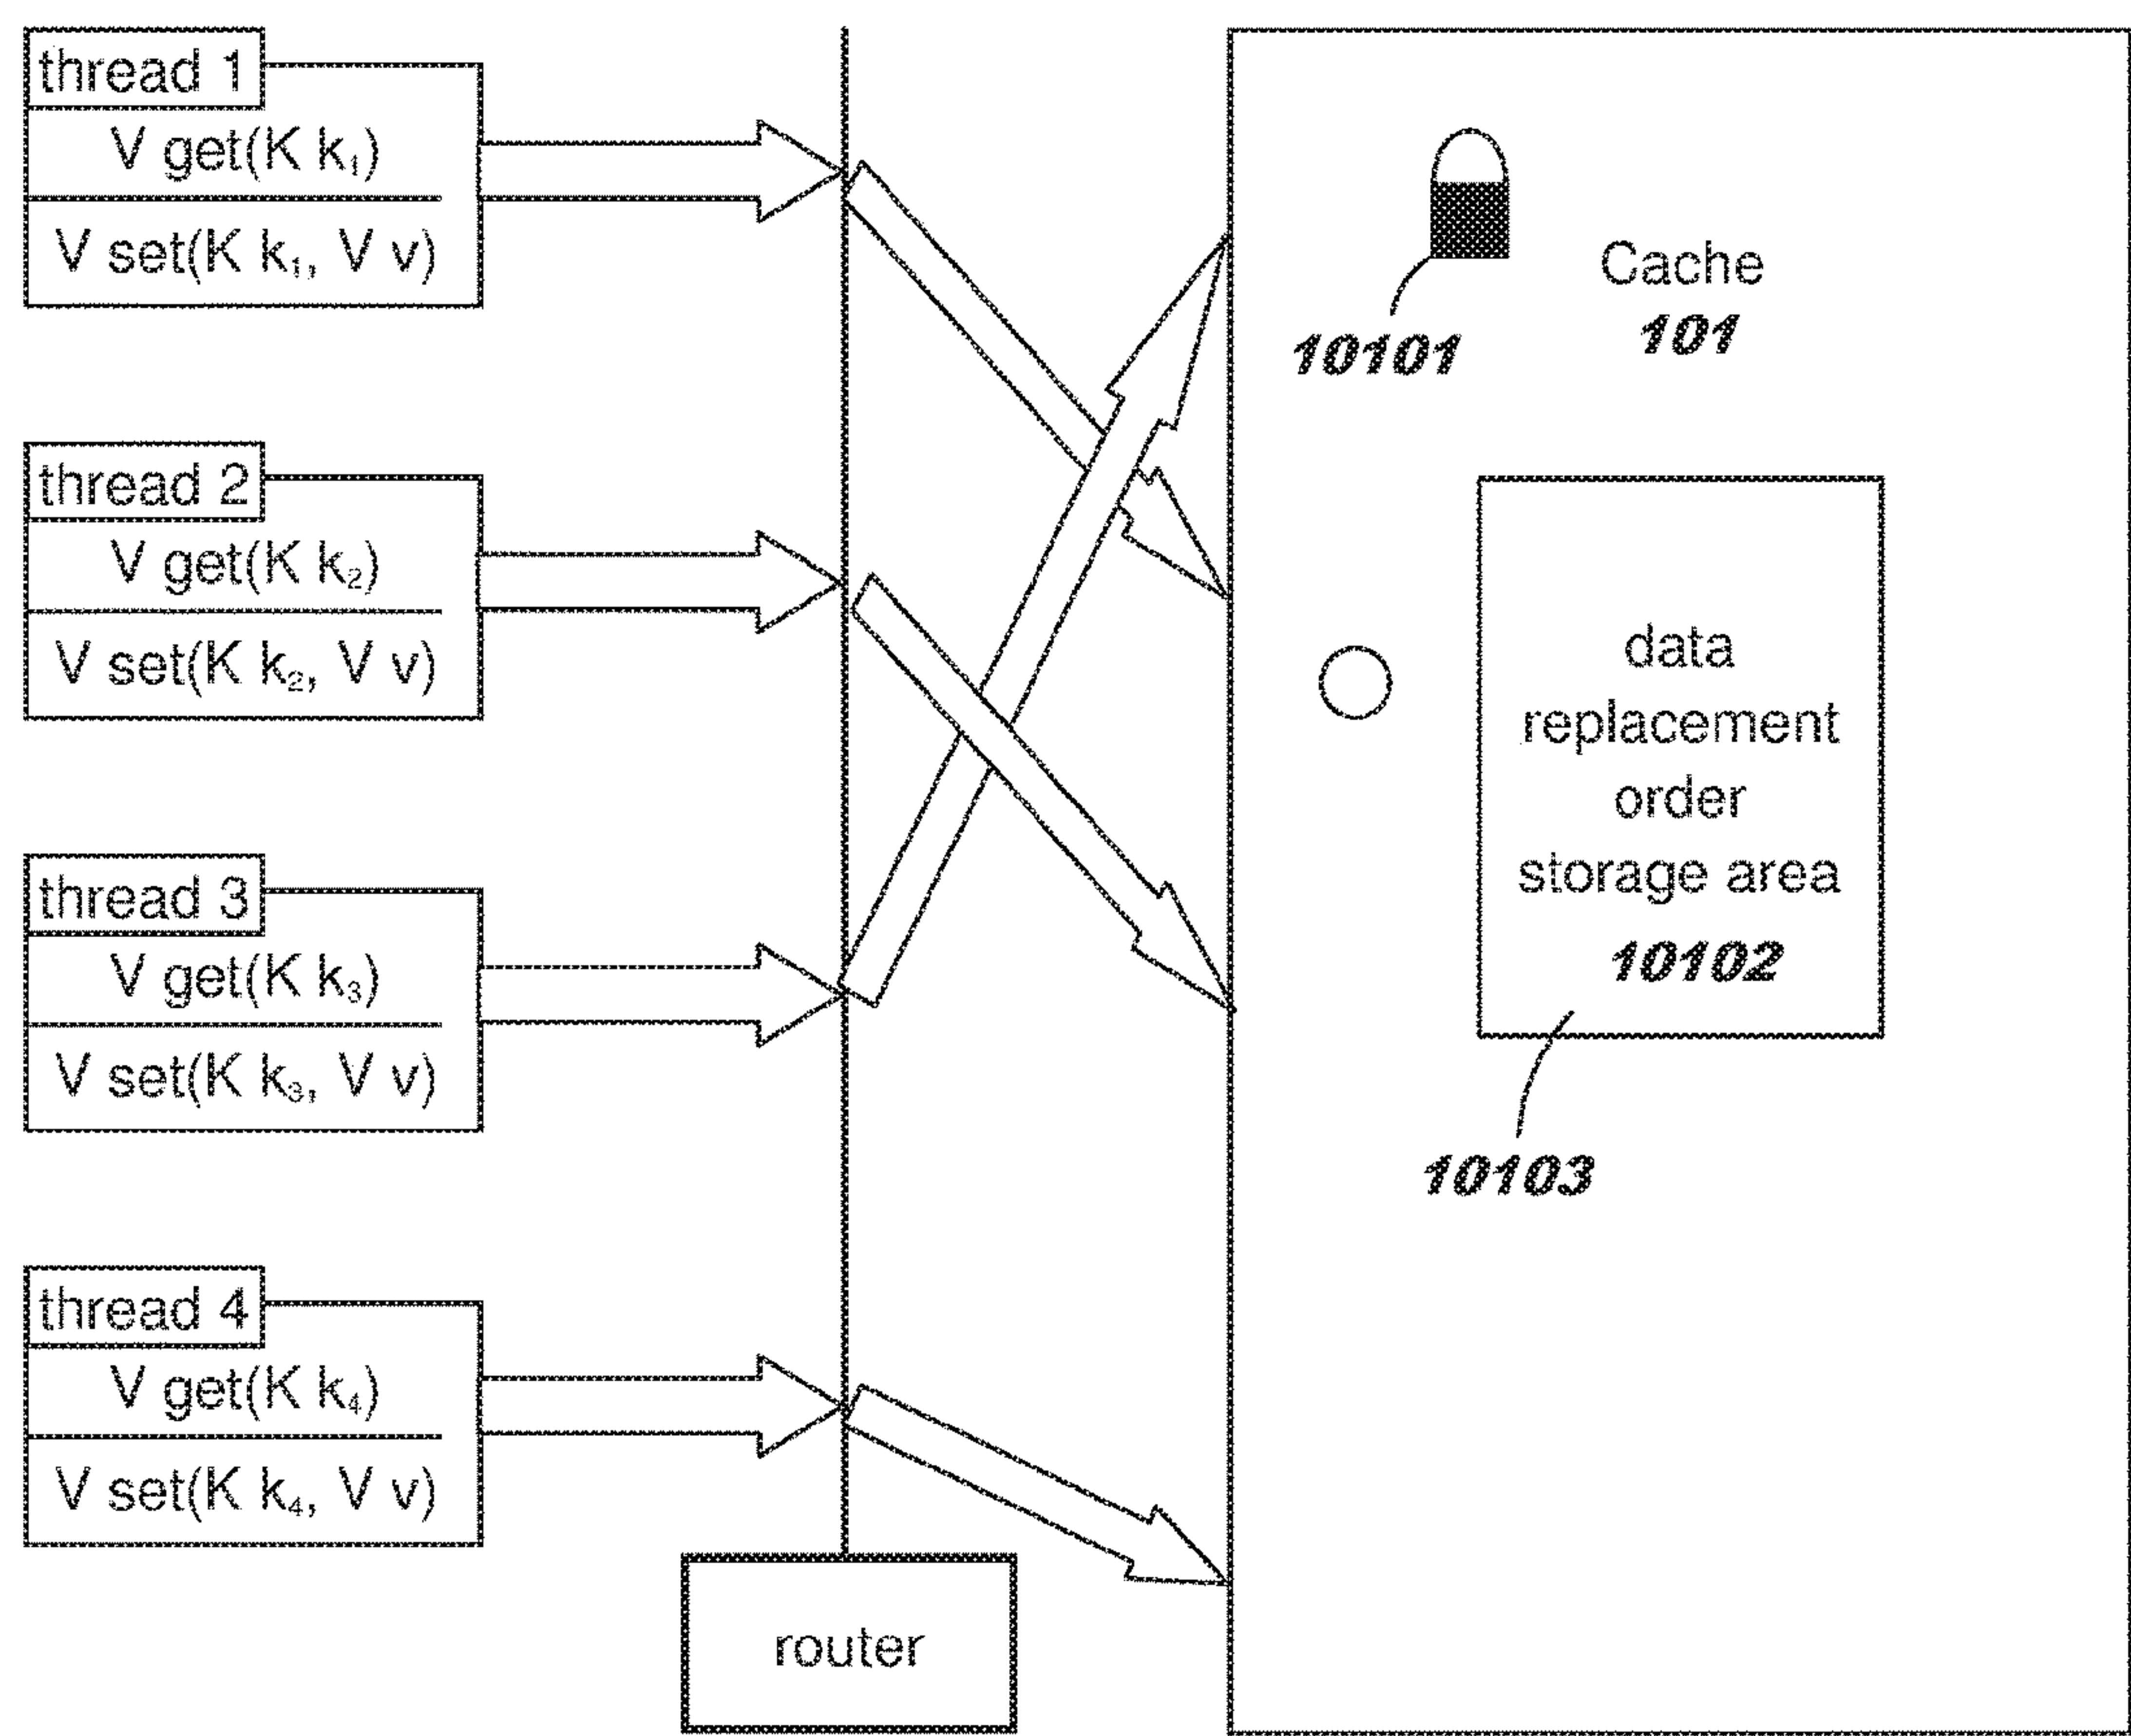 thread 1
V get(K k₁)
V set(K k₁, V v)
thread 2
V get(K k₂)
V set(K k₂, V v)
thread 3
V get(K k₃)
V set(K k₃, V v)
thread 4
V get(K k₄)
V set(K k₄, V v)
router
Cache
101
10101
data
replacement
order
storage area
10102
10103